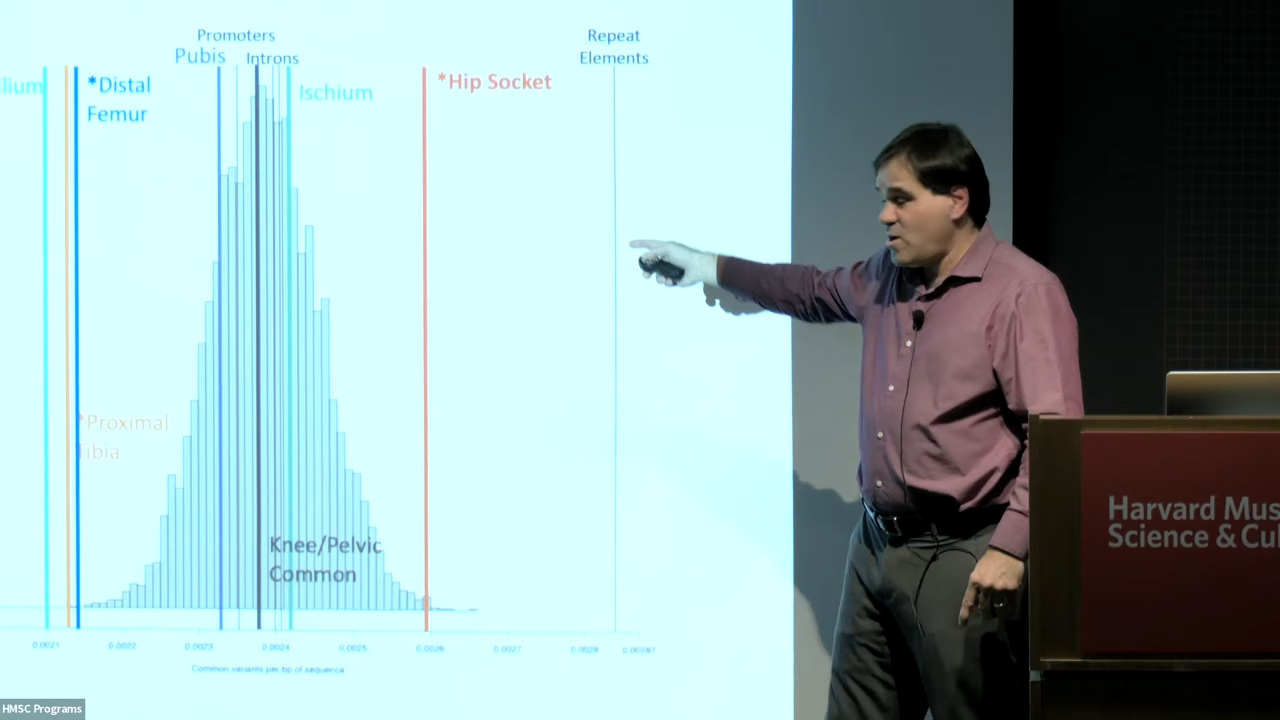 Promoters
Pubis
Introns
Repeat
Elements
lium
*Distal
Femur
Ischium
*Hip Socket
*Proximal
Tibia
Knee/Pelvic
Common
0.0021
0.0022
0.0023
0.0024
0.0025
0.0026
0.0027
0.0028
Common variants per bp of sequence
Harvard Mus
Science & Cul
HMSC Programs